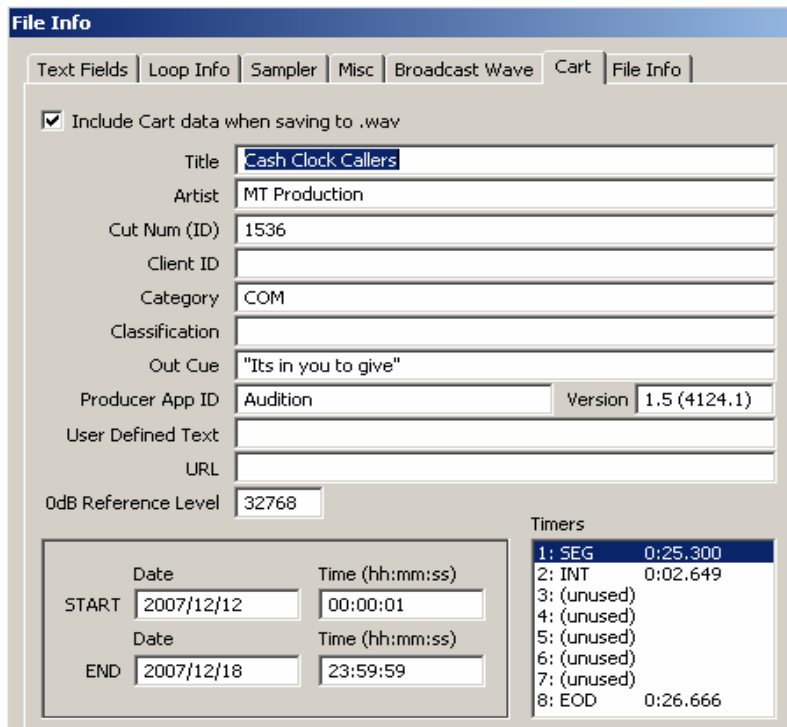 File Info
Text Fields Loop Info Sampler Misc Broadcast Wave Cart File Info
Include Cart data when saving to .wav
Title Cash Clock Callers
Artist MT Production
Cut Num (ID) 1536
Client ID
Category COM
Classification
Out Cue "Its in you to give"
Producer App ID Audition Version 1.5 (4124.1)
User Defined Text
URL
0dB Reference Level 32768
Date Time (hh:mm:ss)
START 2007/12/12 00:00:01
Date Time (hh:mm:ss)
END 2007/12/18 23:59:59
Timers
1: SEG 0:25.300
2: INT 0:02.649
3: (unused)
4: (unused)
5: (unused)
6: (unused)
7: (unused)
8: EOD 0:26.666